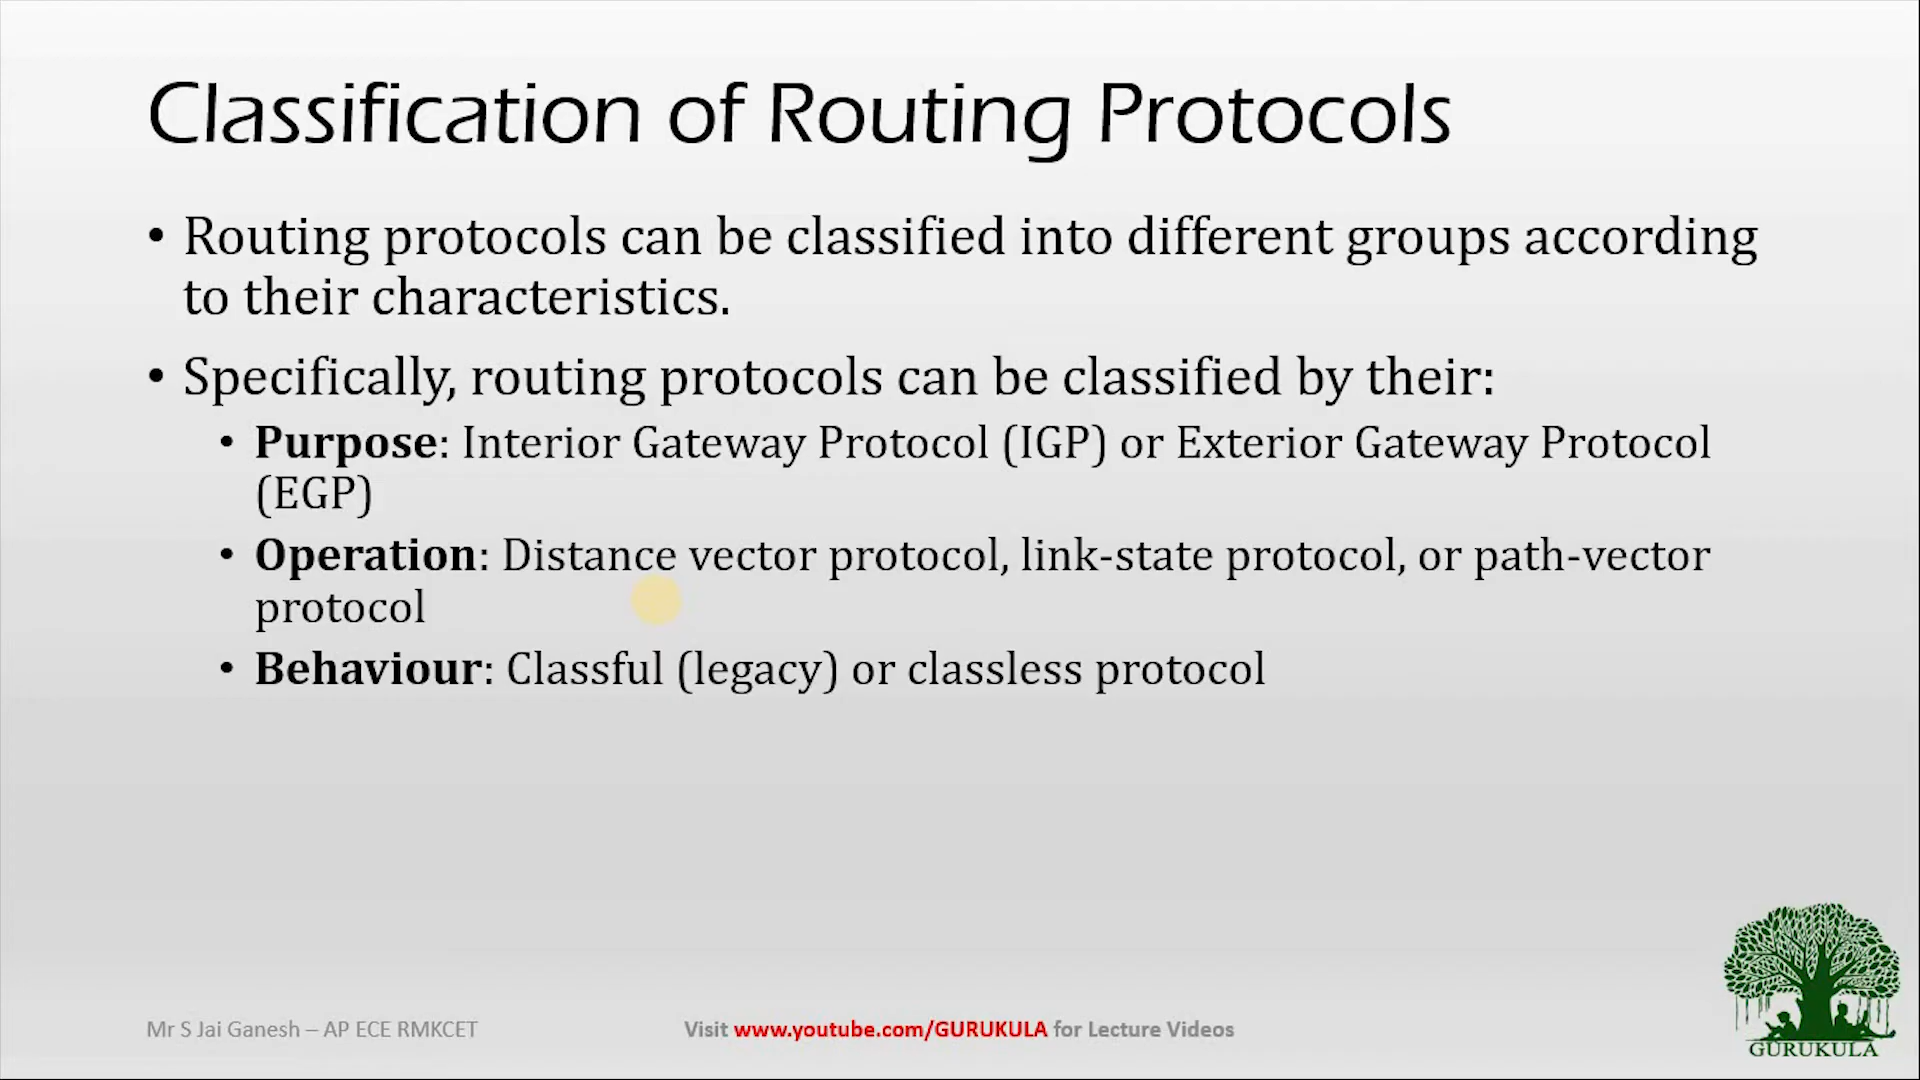 Classification of Routing Protocols
• Routing protocols can be classified into different groups according
to their characteristics.
• Specifically, routing protocols can be classified by their:
• Purpose: Interior Gateway Protocol (IGP) or Exterior Gateway Protocol
(EGP)
• Operation: Distance vector protocol, link-state protocol, or path-vector
protocol
• Behaviour: Classful (legacy) or classless protocol
Mr S Jai Ganesh – AP ECE RMKCET
Visit www.youtube.com/GURUKULA for Lecture Videos
GURUKULA